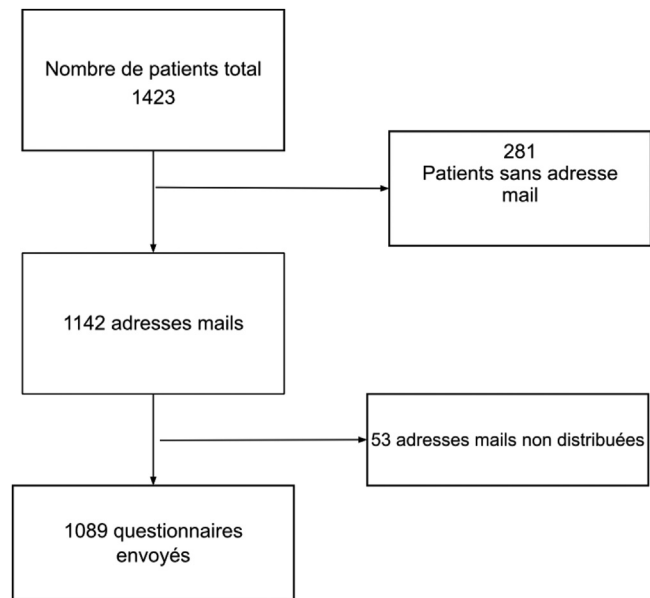 Nombre de patients total
1423
281
Patients sans adresse
mail
1142 adresses mails
53 adresses mails non distribuées
1089 questionnaires
envoyés